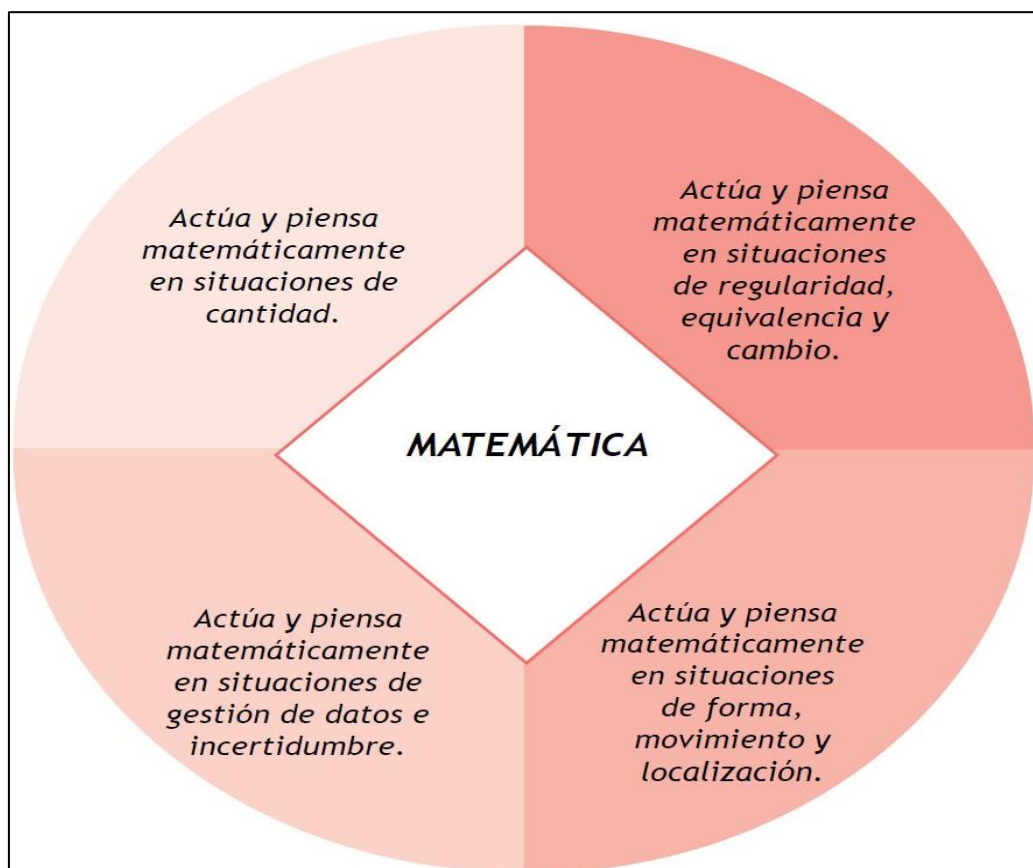 Actúa y piensa
matemáticamente
en situaciones de
cantidad.
Actúa y piensa
matemáticamente
en situaciones
de regularidad,
equivalencia y
cambio.
MATEMÁTICA
Actúa y piensa
matemáticamente
en situaciones de
gestión de datos e
incertidumbre.
Actúa y piensa
matemáticamente
en situaciones
de forma,
movimiento y
localización.